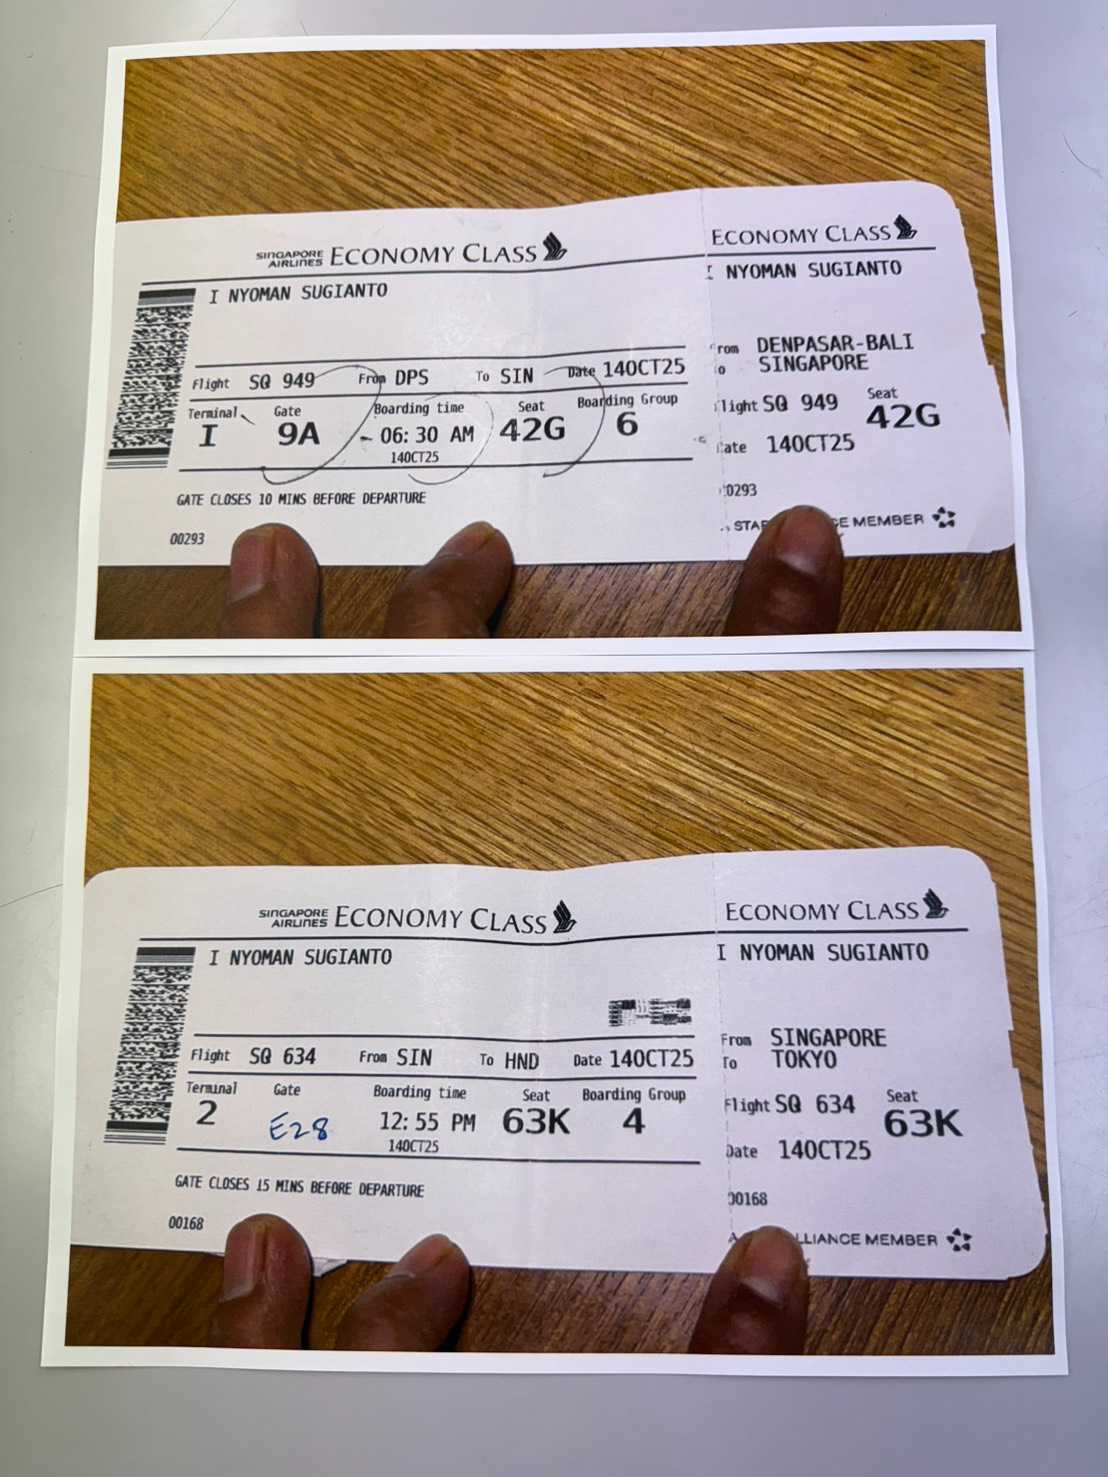 SINGAPORE AIRLINES ECONOMY CLASS
I NYOMAN SUGIANTO
Flight SQ 949 From DPS To SIN Date 14OCT25
Terminal Gate Boarding time Seat Boarding Group
I 9A 06:30 AM 42G 6
14OCT25
GATE CLOSES 10 MINS BEFORE DEPARTURE
00293
ECONOMY CLASS
I NYOMAN SUGIANTO
rom DENPASAR-BALI
o SINGAPORE
light SQ 949 Seat
42G
ate 14OCT25
0293
STAR CE MEMBER
SINGAPORE AIRLINES ECONOMY CLASS
I NYOMAN SUGIANTO
Flight SQ 634 From SIN To HND Date 14OCT25
Terminal Gate Boarding time Seat Boarding Group
2 E28 12:55 PM 63K 4
14OCT25
GATE CLOSES 15 MINS BEFORE DEPARTURE
00168
ECONOMY CLASS
I NYOMAN SUGIANTO
From SINGAPORE
To TOKYO
Flight SQ 634 Seat
63K
Date 14OCT25
00168
A LLIANCE MEMBER